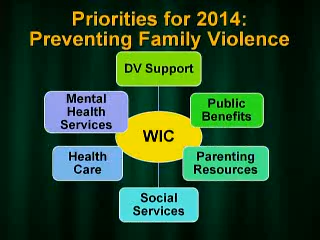 Priorities for 2014:
Preventing Family Violence
DV Support
Mental
Health
Services
Public
Benefits
WIC
Health
Care
Parenting
Resources
Social
Services